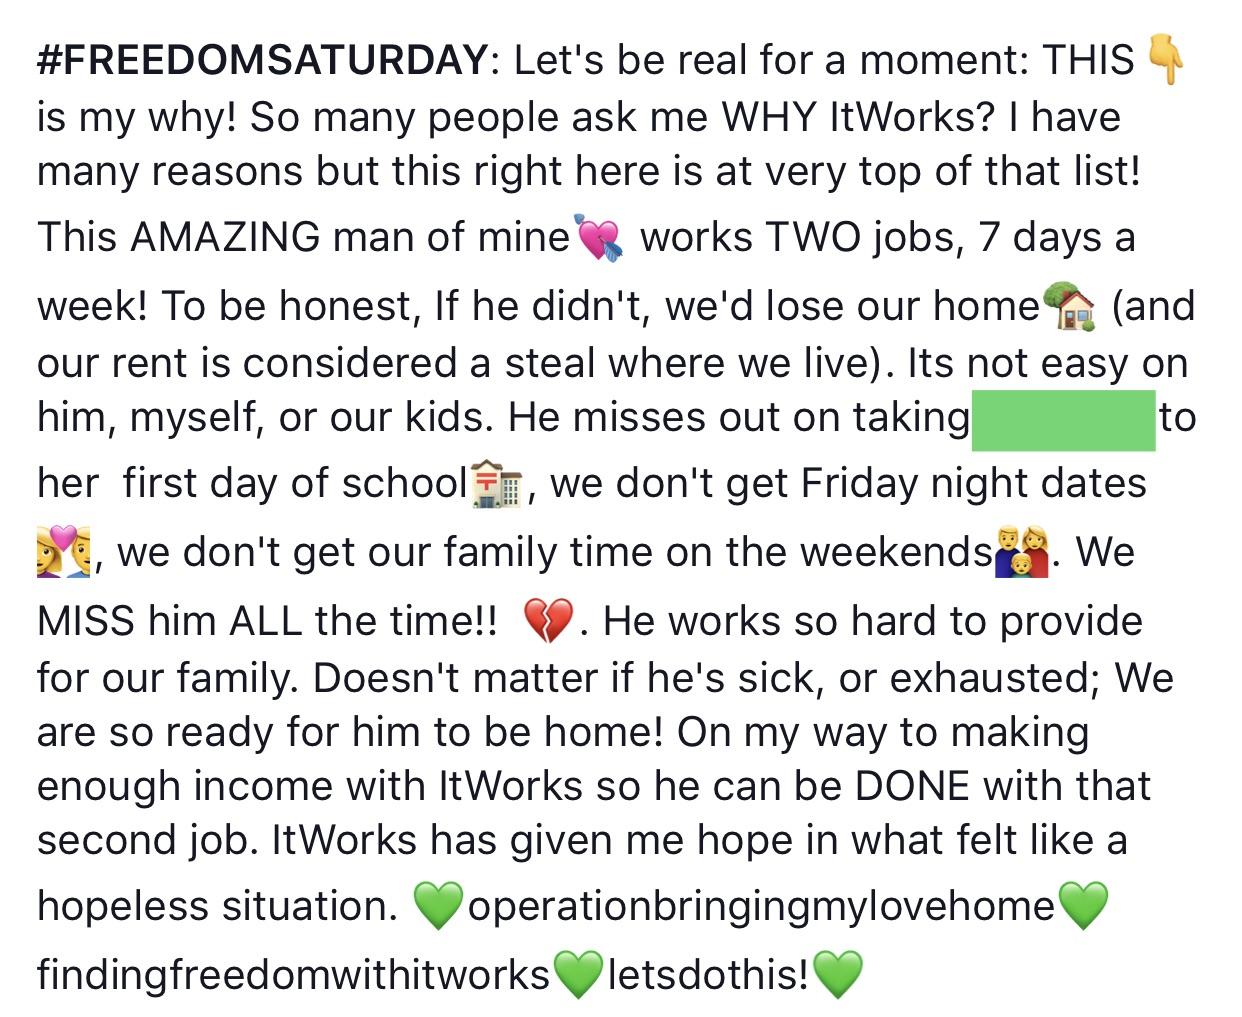 #FREEDOMSATURDAY: Let's be real for a moment: THIS 👇
is my why! So many people ask me WHY ItWorks? I have
many reasons but this right here is at very top of that list!
This AMAZING man of mine💘 works TWO jobs, 7 days a
week! To be honest, If he didn't, we'd lose our home🏡 (and
our rent is considered a steal where we live). Its not easy on
him, myself, or our kids. He misses out on taking to
her  first day of school🏣, we don't get Friday night dates
💑, we don't get our family time on the weekends👪. We
MISS him ALL the time!!  💔. He works so hard to provide
for our family. Doesn't matter if he's sick, or exhausted; We
are so ready for him to be home! On my way to making
enough income with ItWorks so he can be DONE with that
second job. ItWorks has given me hope in what felt like a
hopeless situation. 💚operationbringingmylovehome💚
findingfreedomwithitworks💚letsdothis!💚